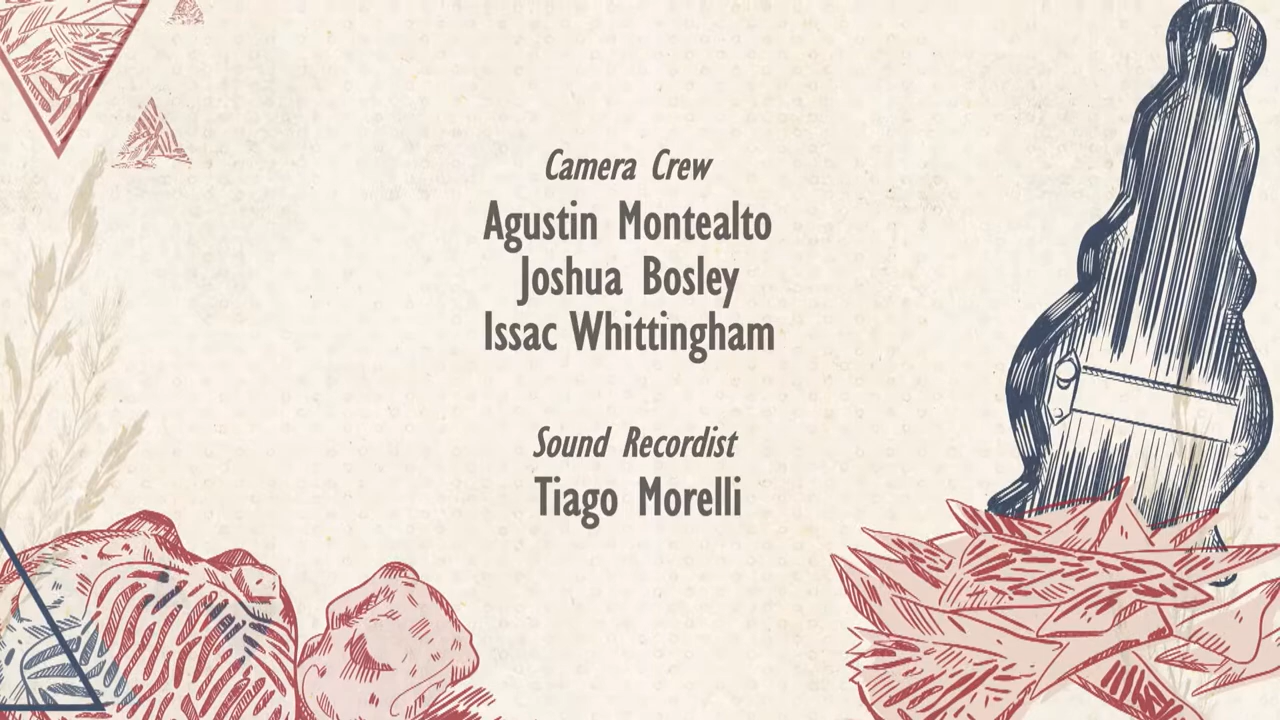 Camera Crew
Agustin Montealto
Joshua Bosley
Issac Whittingham
Sound Recordist
Tiago Morelli